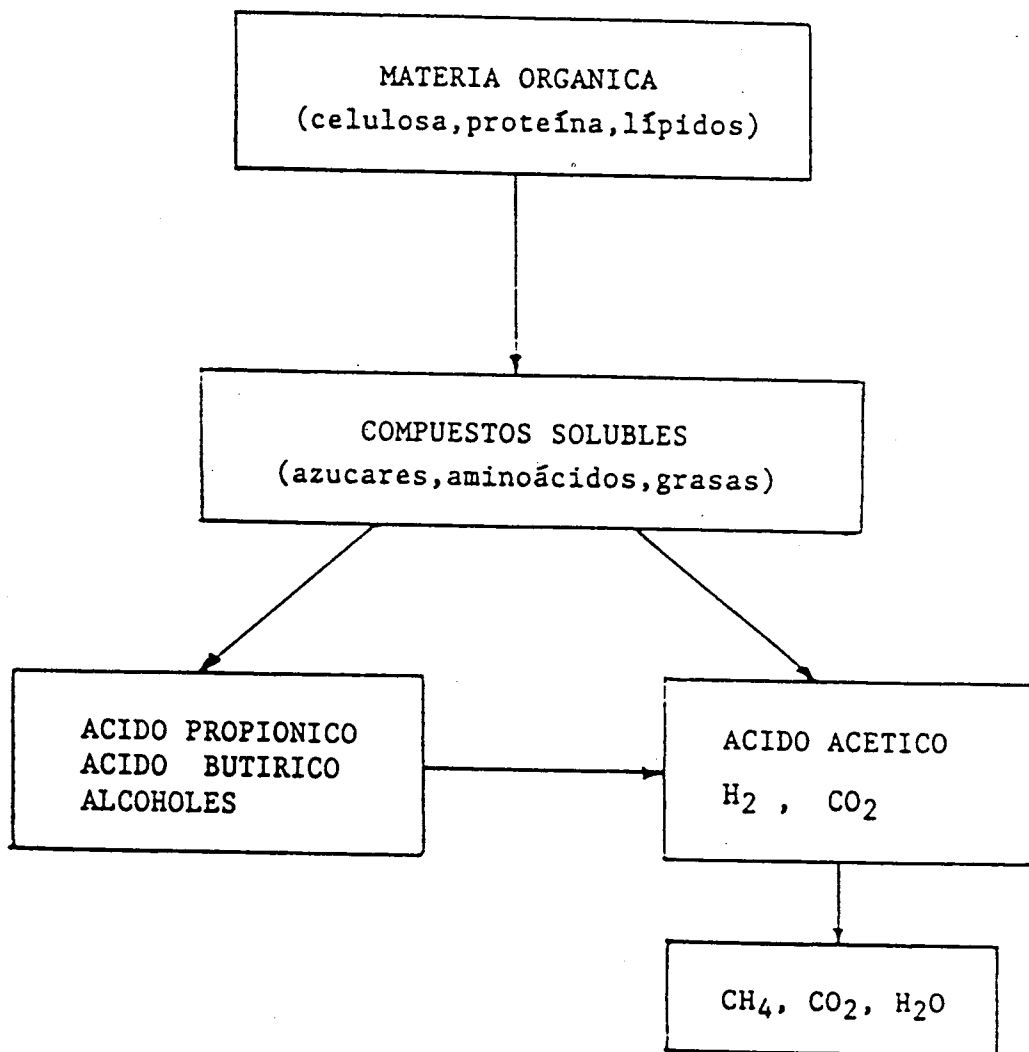 MATERIA ORGANICA
(celulosa,proteína,lípidos)
COMPUESTOS SOLUBLES
(azucares,aminoácidos,grasas)
ACIDO PROPIONICO
ACIDO BUTIRICO
ALCOHOLES
ACIDO ACETICO
H2 , CO2
CH4, CO2, H2O